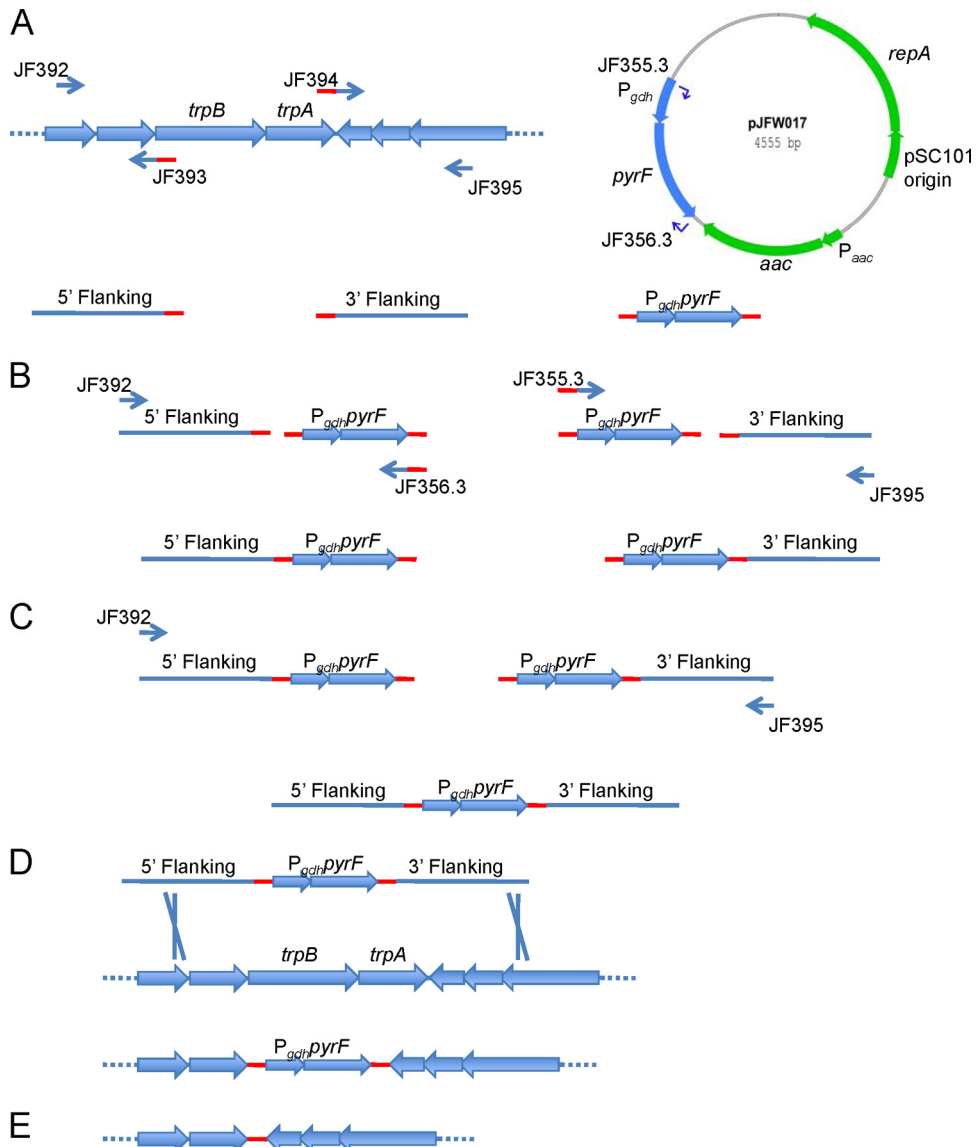 A
JF392
JF394
trpB
trpA
JF393
JF395
JF355.3
Pgdh
pyrF
JF356.3
pJFW017
4555 bp
repA
pSC101
origin
Paac
aac
5’ Flanking
3’ Flanking
PgdhpyrF
B
JF392
5’ Flanking
PgdhpyrF
JF356.3
JF355.3
PgdhpyrF
3’ Flanking
JF395
5’ Flanking
PgdhpyrF
PgdhpyrF
3’ Flanking
C
JF392
5’ Flanking
PgdhpyrF
PgdhpyrF
3’ Flanking
JF395
5’ Flanking
PgdhpyrF
3’ Flanking
D
5’ Flanking
PgdhpyrF
3’ Flanking
trpB
trpA
PgdhpyrF
E